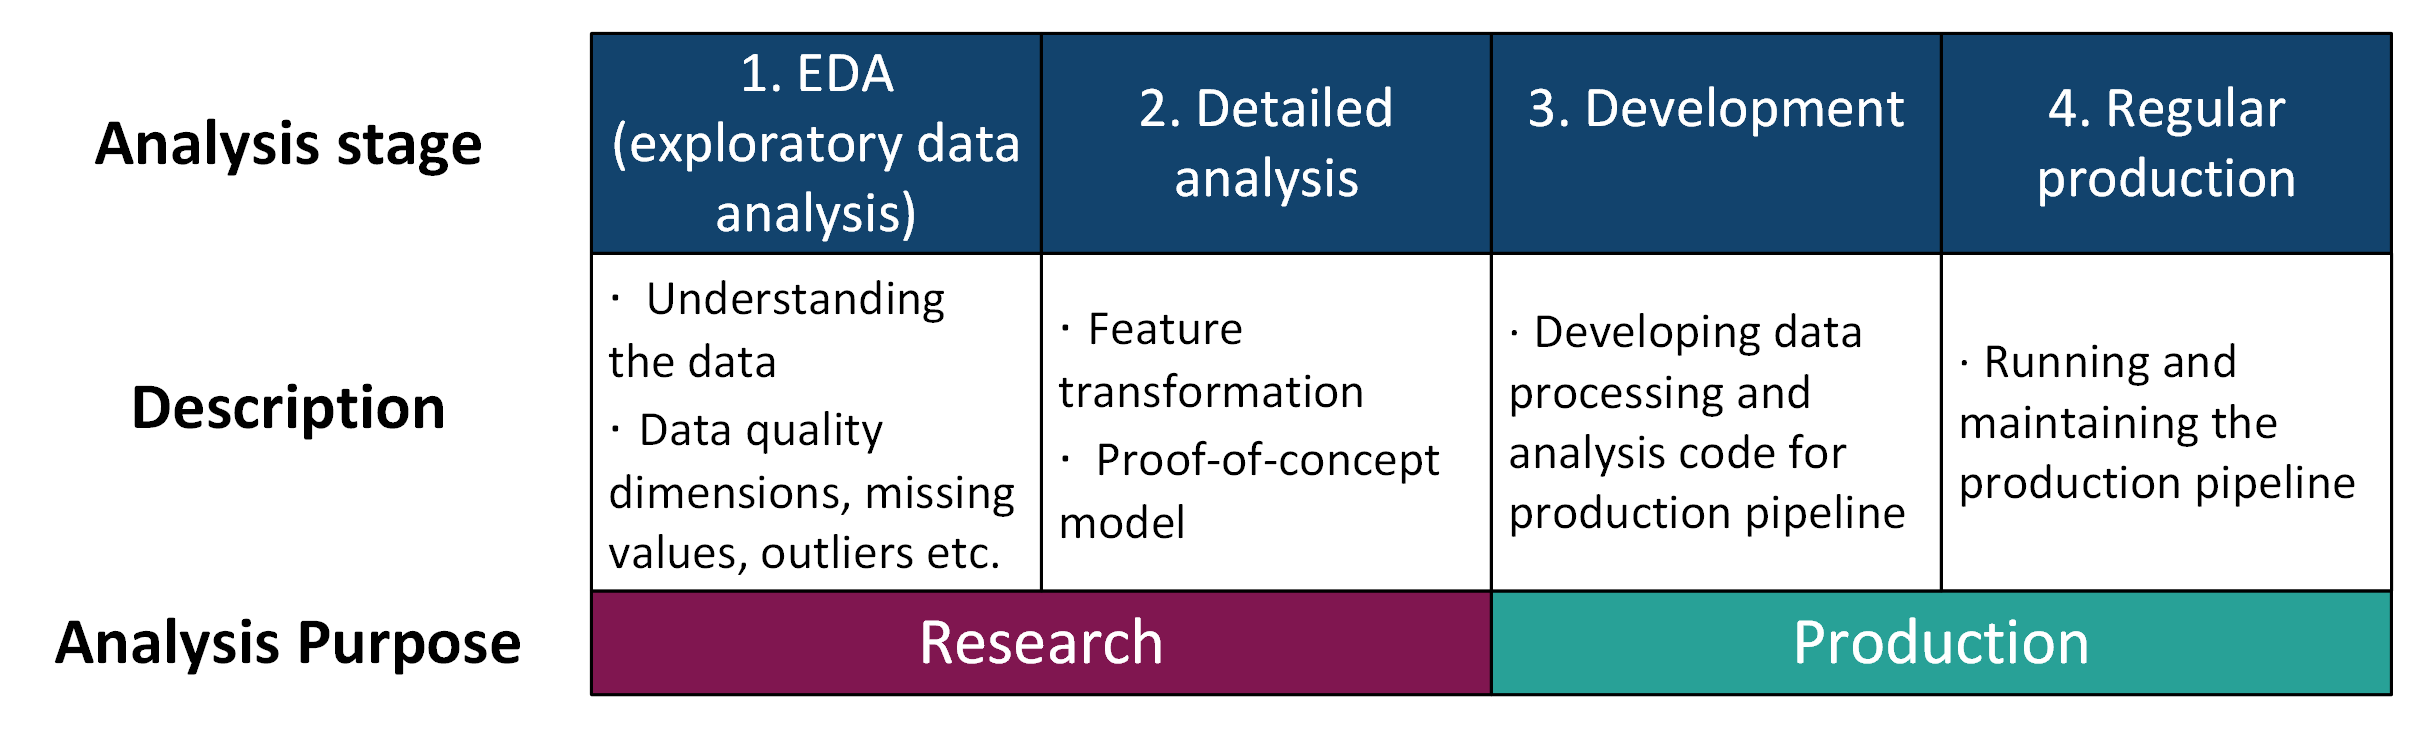 Analysis stage
1. EDA
(exploratory data
analysis)
2. Detailed
analysis
3. Development
4. Regular
production
Description
· Understanding
the data
· Data quality
dimensions, missing
values, outliers etc.
· Feature
transformation
· Proof-of-concept
model
· Developing data
processing and
analysis code for
production pipeline
· Running and
maintaining the
production pipeline
Analysis Purpose
Research
Production